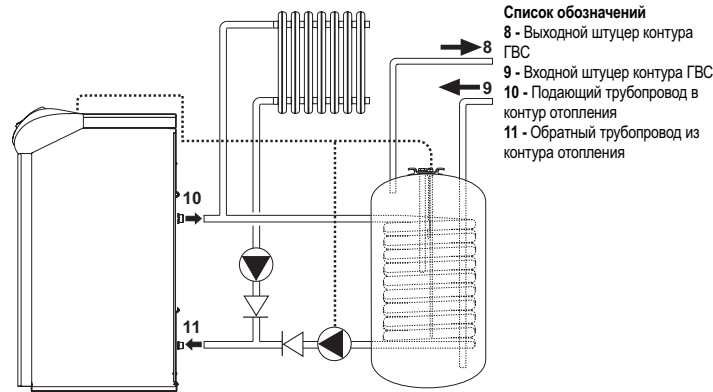 Список обозначений
8 - Выходной штуцер контура
ГВС
9 - Входной штуцер контура ГВС
10 - Подающий трубопровод в
контур отопления
11 - Обратный трубопровод из
контура отопления
8
9
10
11